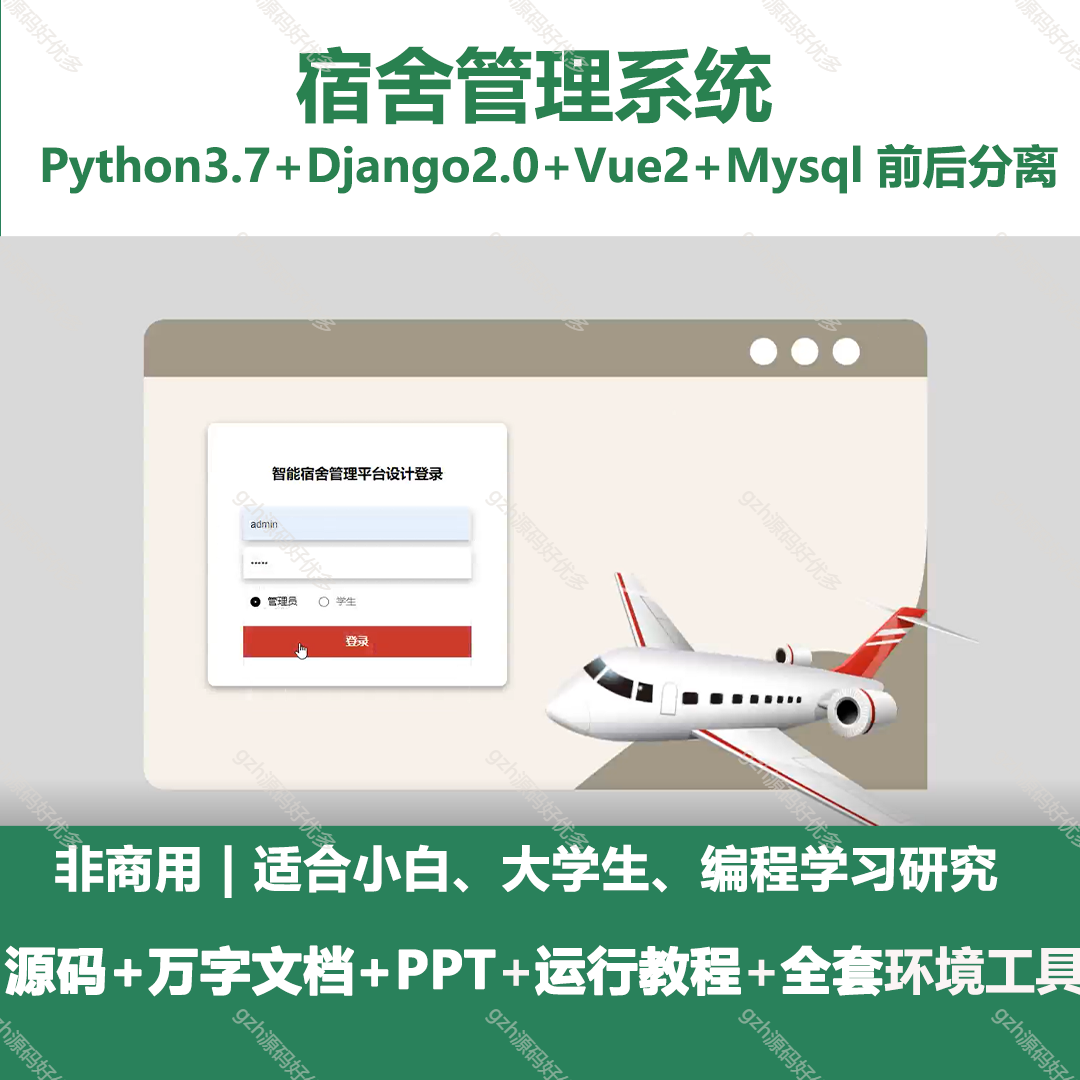 宿舍管理系统
Python3.7+Django2.0+Vue2+Mysql 前后分离
智能宿舍管理平台设计登录
admin
管理员 学生
登录
非商用 | 适合小白、大学生、编程学习研究
源码+万字文档+PPT+运行教程+全套环境工具
gzh源码好优多